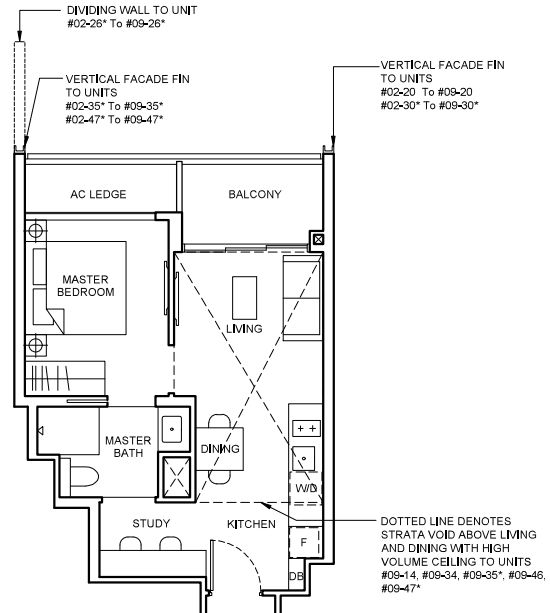 DIVIDING WALL TO UNIT
#02-26* To #09-26*
VERTICAL FACADE FIN
TO UNITS
#02-35* To #09-35*
#02-47* To #09-47*
VERTICAL FACADE FIN
TO UNITS
#02-20 To #09-20
#02-30* To #09-30*
AC LEDGE
BALCONY
MASTER
BEDROOM
LIVING
MASTER
BATH
DINING
W/D
STUDY
KITCHEN
F
DB
DOTTED LINE DENOTES
STRATA VOID ABOVE LIVING
AND DINING WITH HIGH
VOLUME CEILING TO UNITS
#09-14, #09-34, #09-35*, #09-46,
#09-47*